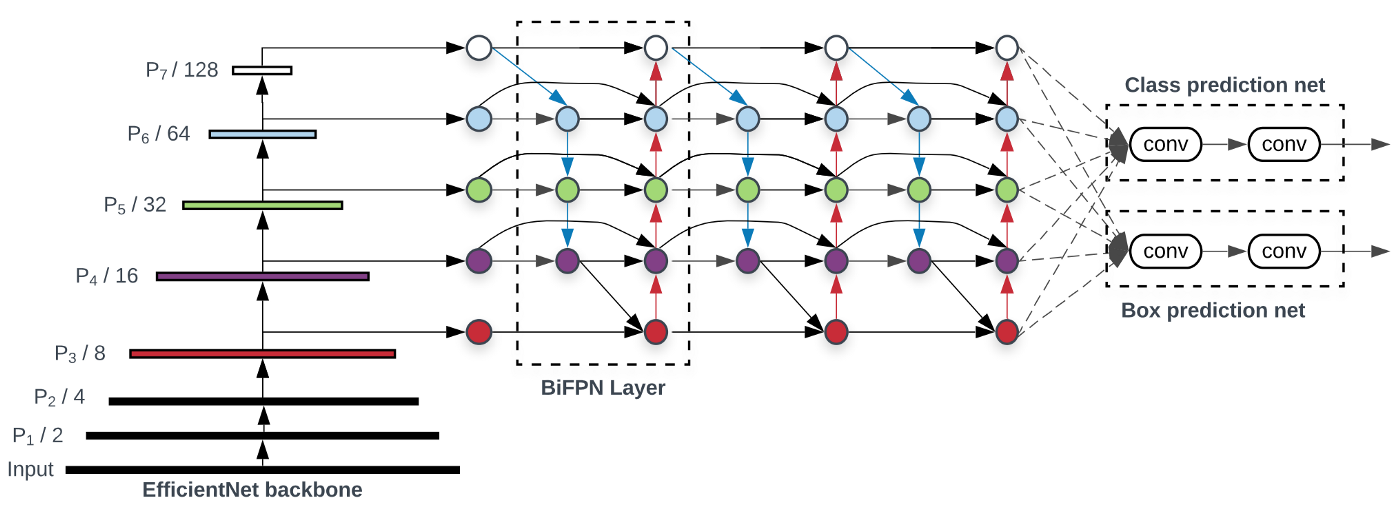 P7 / 128
P6 / 64
P5 / 32
P4 / 16
P3 / 8
P2 / 4
P1 / 2
Input
EfficientNet backbone
BiFPN Layer
Class prediction net
conv conv
conv conv
Box prediction net